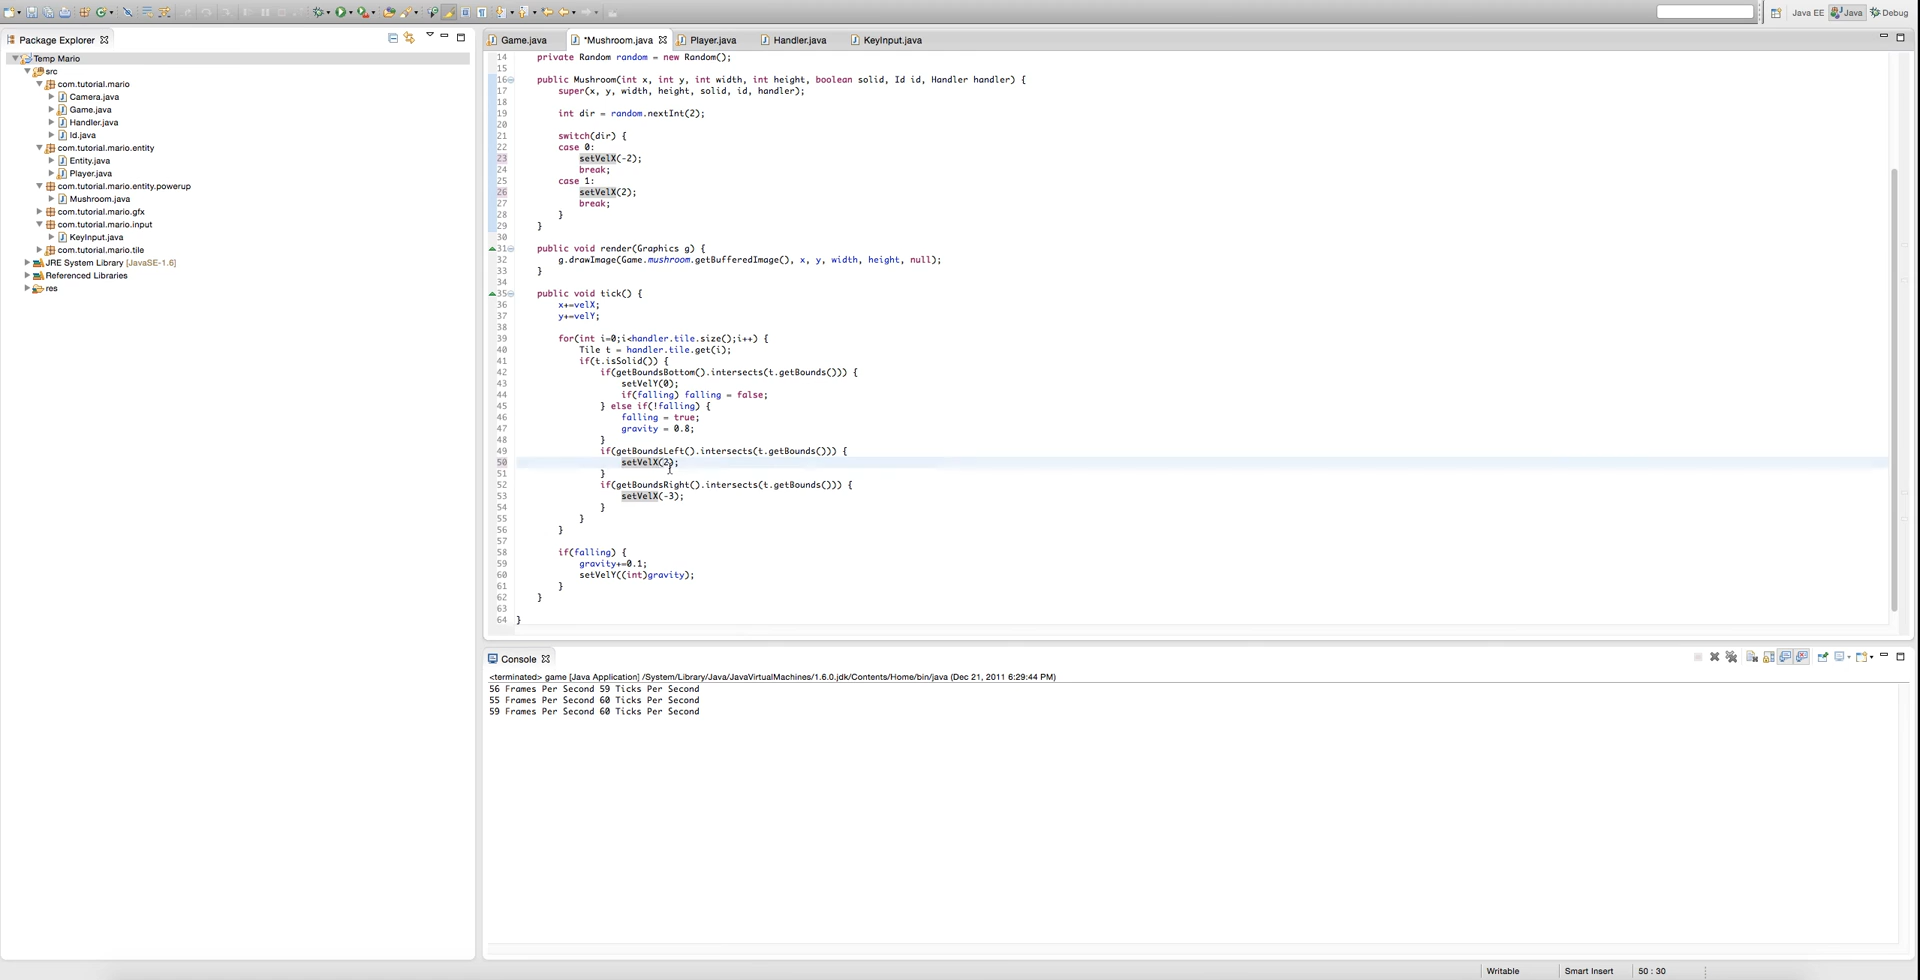 Java EE Java Debug
Package Explorer
Temp Mario
src
com.tutorial.mario
Camera.java
Game.java
Handler.java
Id.java
com.tutorial.mario.entity
Entity.java
Player.java
com.tutorial.mario.entity.powerup
Mushroom.java
com.tutorial.mario.gfx
com.tutorial.mario.input
KeyInput.java
com.tutorial.mario.tile
JRE System Library [JavaSE-1.6]
Referenced Libraries
res
Game.java *Mushroom.java Player.java Handler.java KeyInput.java
14 private Random random = new Random();
15
16 public Mushroom(int x, int y, int width, int height, boolean solid, Id id, Handler handler) {
17 super(x, y, width, height, solid, id, handler);
18
19 int dir = random.nextInt(2);
20
21 switch(dir) {
22 case 0:
23 setVelX(-2);
24 break;
25 case 1:
26 setVelX(2);
27 break;
28 }
29 }
30
31 public void render(Graphics g) {
32 g.drawImage(Game.mushroom.getBufferedImage(), x, y, width, height, null);
33 }
34
35 public void tick() {
36 x+=velX;
37 y+=velY;
38
39 for(int i=0;i<handler.tile.size();i++) {
40 Tile t = handler.tile.get(i);
41 if(t.isSolid()) {
42 if(getBoundsBottom().intersects(t.getBounds())) {
43 setVelY(0);
44 if(falling) falling = false;
45 } else if(!falling) {
46 falling = true;
47 gravity = 0.8;
48 }
49 if(getBoundsLeft().intersects(t.getBounds())) {
50 setVelX(2);
51 }
52 if(getBoundsRight().intersects(t.getBounds())) {
53 setVelX(-3);
54 }
55 }
56 }
57
58 if(falling) {
59 gravity+=0.1;
60 setVelY((int)gravity);
61 }
62 }
63
64 }
Console
<terminated> game [Java Application] /System/Library/Java/JavaVirtualMachines/1.6.0.jdk/Contents/Home/bin/java (Dec 21, 2011 6:29:44 PM)
56 Frames Per Second 59 Ticks Per Second
55 Frames Per Second 60 Ticks Per Second
59 Frames Per Second 60 Ticks Per Second
Writable Smart Insert 50 : 30